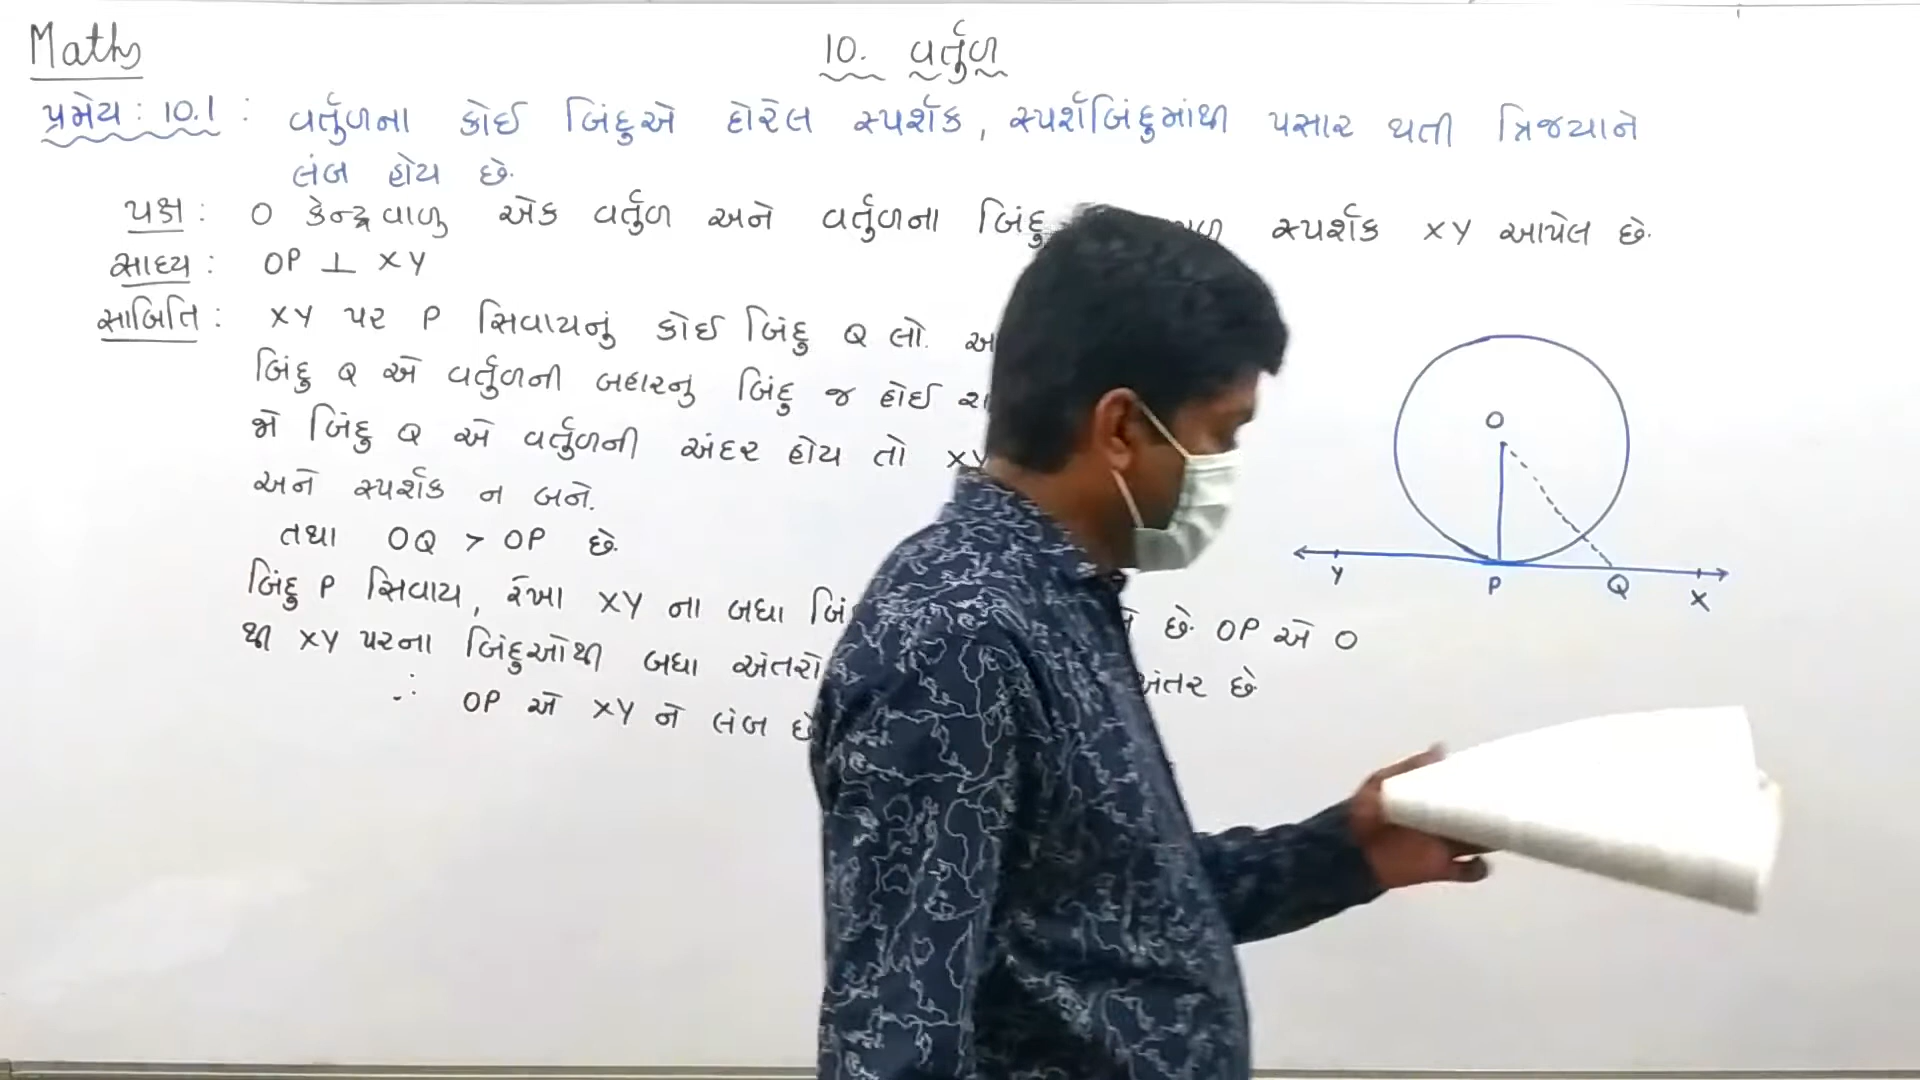 Maths
10. વર્તુળ
પ્રમેય : 10.1 : વર્તુળના કોઈ બિંદુએ દોરેલ સ્પર્શક, સ્પર્શબિંદુમાંથી પસાર થતી ત્રિજ્યાને
લંબ હોય છે.
પક્ષ : O કેન્દ્રવાળુ એક વર્તુળ અને વર્તુળના બિંદુ સ્પર્શક XY આપેલ છે.
સાધ્ય : OP ⊥ XY
સાબિતિ : XY પર P સિવાયનું કોઈ બિંદુ Q લો.
બિંદુ Q એ વર્તુળની બહારનુ બિંદુ જ હોઈ
જો બિંદુ Q એ વર્તુળની અંદર હોય તો XY
અને સ્પર્શક ન બને.
તથા OQ > OP છે.
બિંદુ P સિવાય, રેખા XY ના બધા છે. OP એ O
થી XY પરના બિંદુઓથી બધા અંતરો અંતર છે.
∴ OP એ XY ને લંબ છે
O
Y P Q X